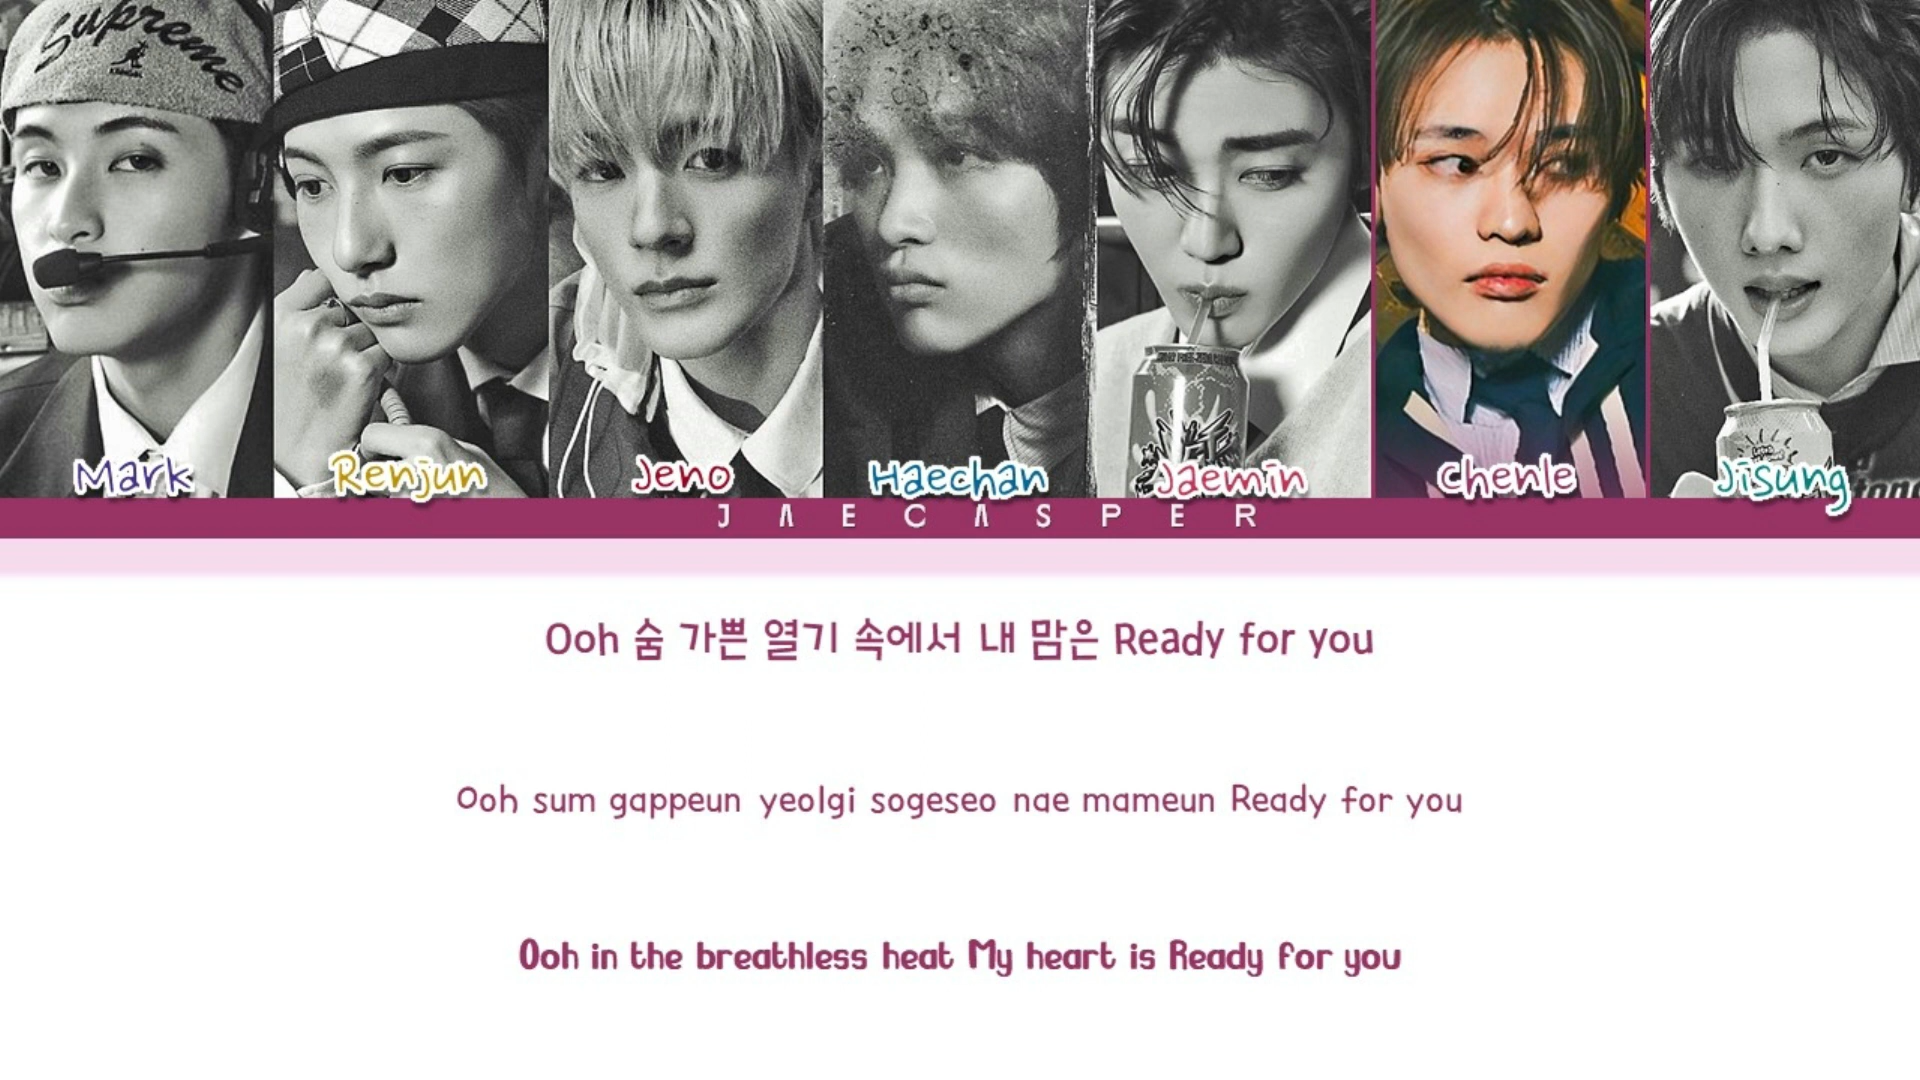 Supreme
KANGOL
Mark
Renjun
Jeno
Haechan
Jaemin
Chenle
Jisung
JAECASPER
Ooh 숨 가쁜 열기 속에서 내 맘은 Ready for you
Ooh sum gappeun yeolgi sogeseo nae mameun Ready for you
Ooh in the breathless heat My heart is Ready for you